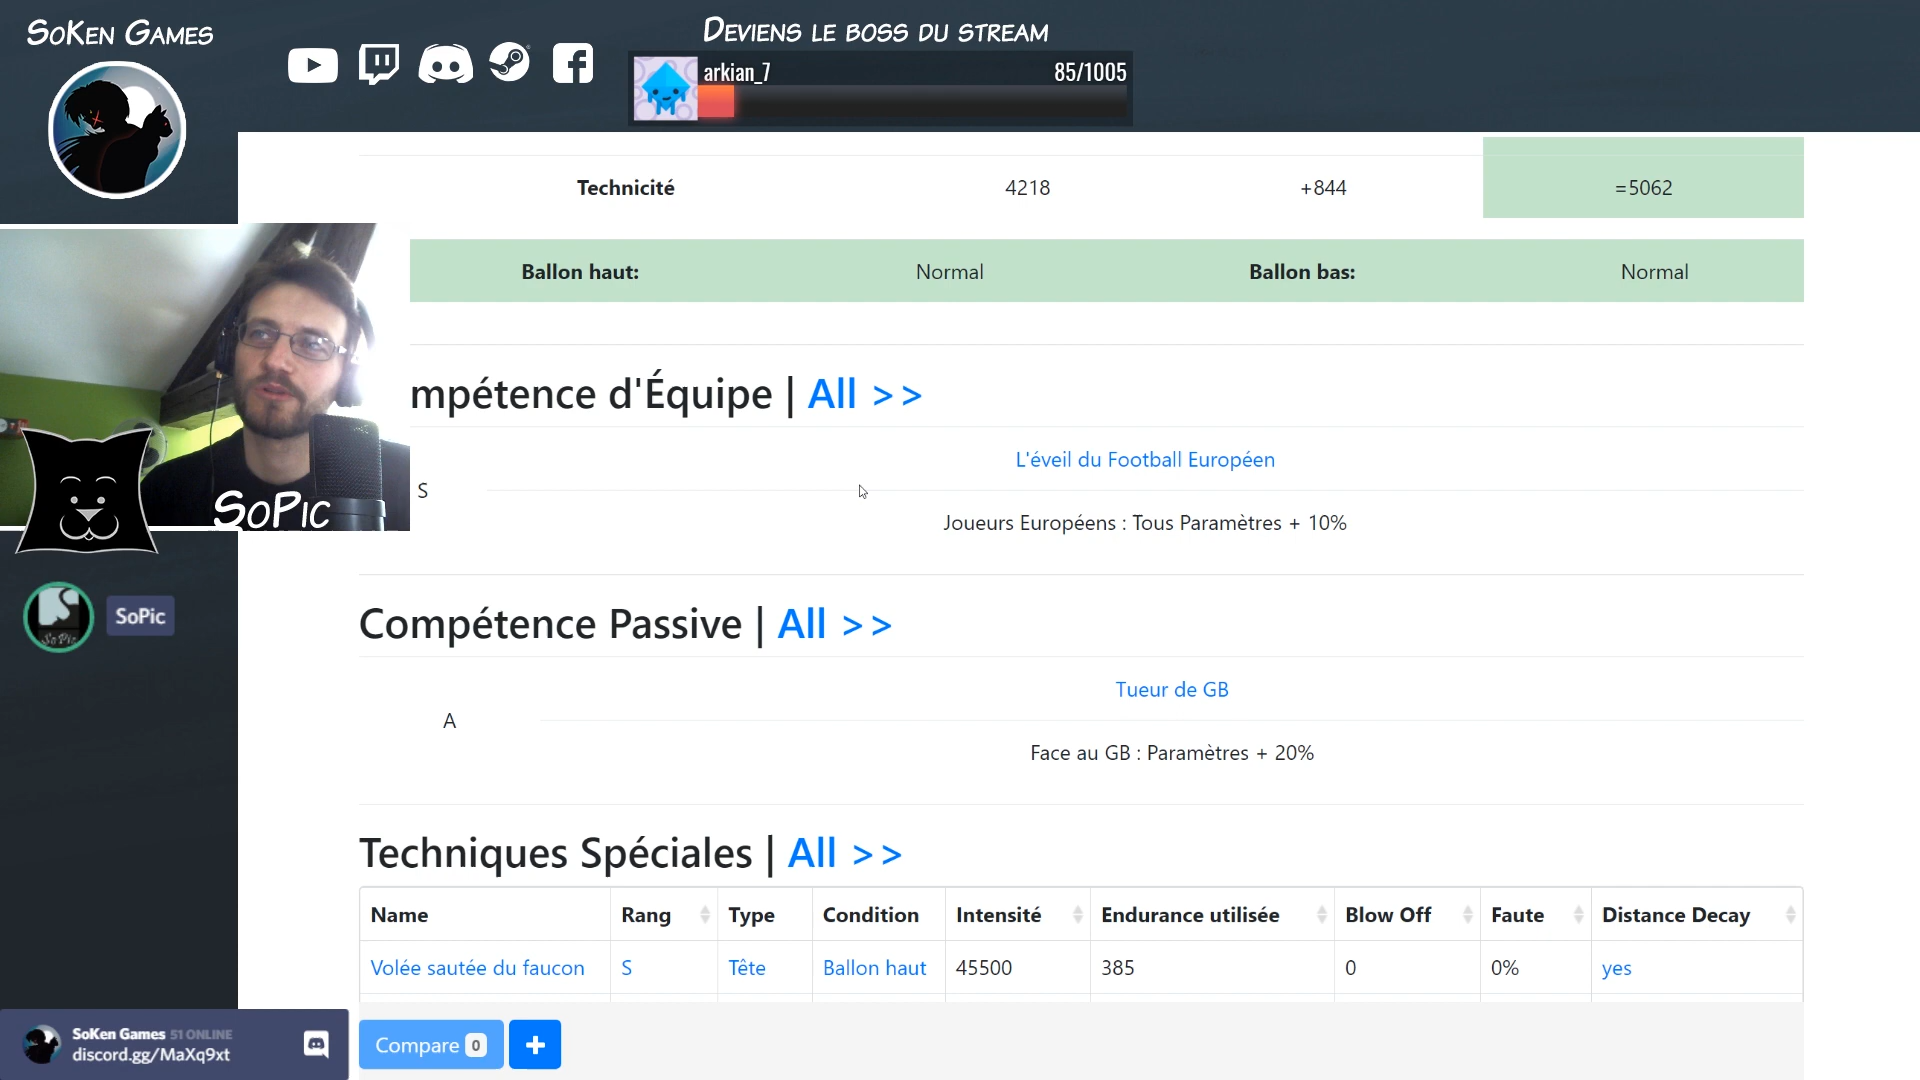 SoKen Games
Deviens le boss du stream
arkian_7 85/1005
Technicité 4218 +844 =5062
Ballon haut: Normal Ballon bas: Normal
mpétence d'Équipe | All >>
L'éveil du Football Européen
S
Joueurs Européens : Tous Paramètres + 10%
SoPic
SoPic
Compétence Passive | All >>
Tueur de GB
A
Face au GB : Paramètres + 20%
Techniques Spéciales | All >>
Name Rang Type Condition Intensité Endurance utilisée Blow Off Faute Distance Decay
Volée sautée du faucon S Tête Ballon haut 45500 385 0 0% yes
SoKen Games 51 ONLINE
discord.gg/MaXq9xt
Compare 0 +